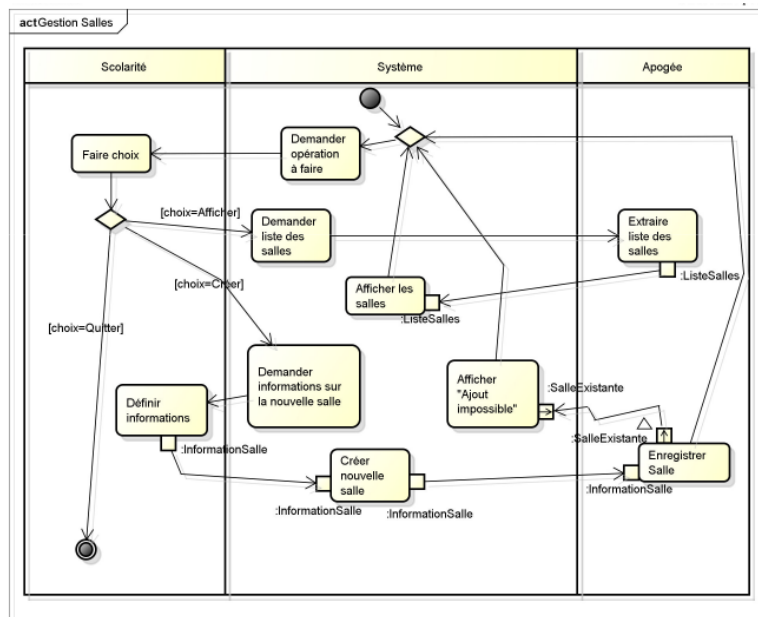 actGestion Salles
Scolarité
Système
Apogée
Faire choix
Demander
opération
à faire
[choix=Afficher]
Demander
liste des
salles
Extraire
liste des
salles
:ListeSalles
[choix=Créer]
Afficher les
salles
:ListeSalles
[choix=Quitter]
Demander
informations sur
la nouvelle salle
Afficher
"Ajout
impossible"
:SalleExistante
Définir
informations
:SalleExistante
:InformationSalle
Créer
nouvelle
salle
Enregistrer
Salle
:InformationSalle
:InformationSalle
:InformationSalle